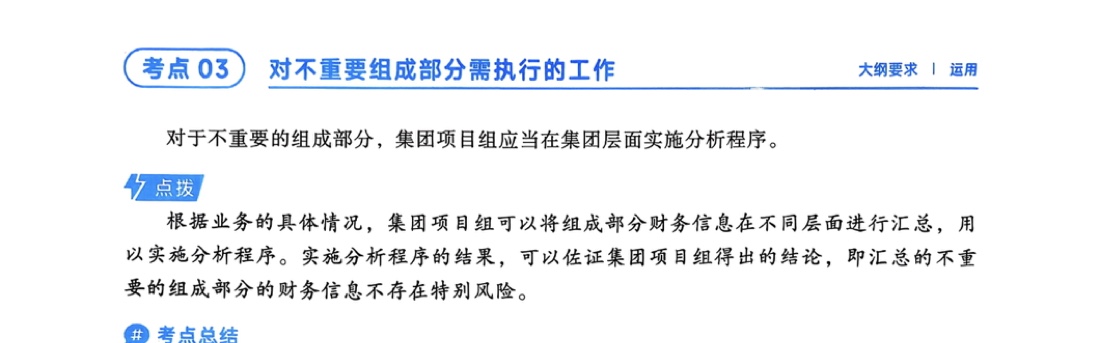 考点 03 对不重要组成部分需执行的工作 大纲要求 | 运用
对于不重要的组成部分，集团项目组应当在集团层面实施分析程序。
点拨
根据业务的具体情况，集团项目组可以将组成部分财务信息在不同层面进行汇总，用
以实施分析程序。实施分析程序的结果，可以佐证集团项目组得出的结论，即汇总的不重
要的组成部分的财务信息不存在特别风险。
# 考点总结